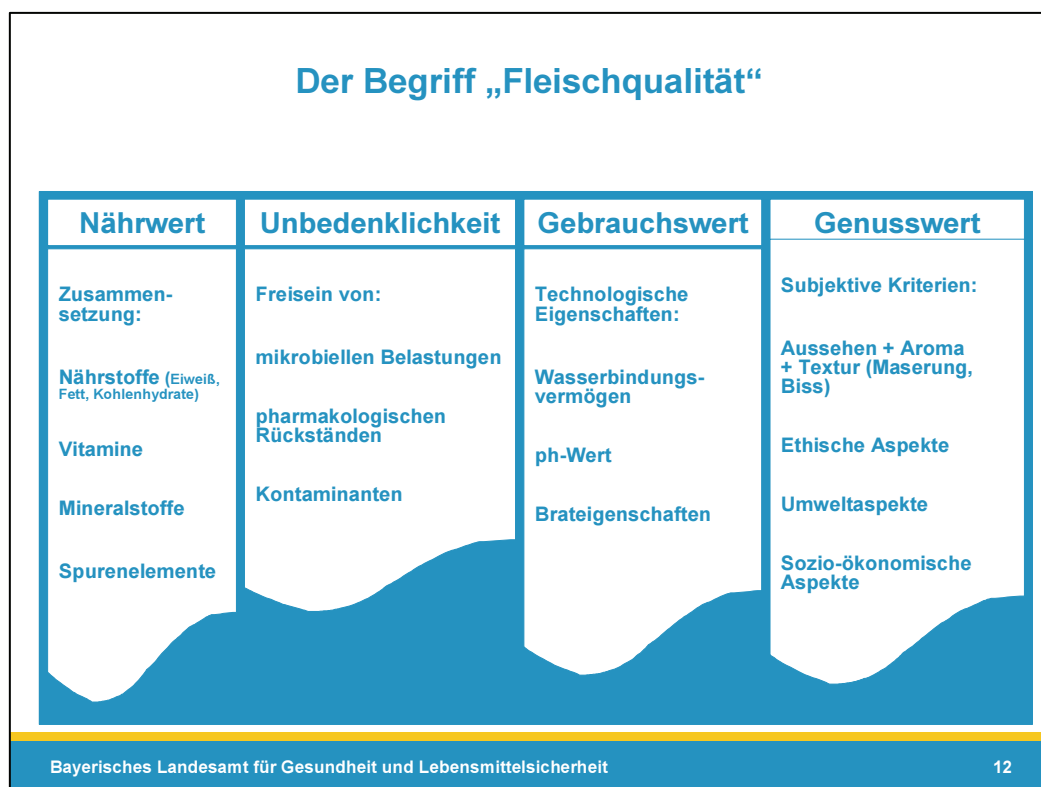 Der Begriff „Fleischqualität“
Nährwert
Zusammen-
setzung:
Nährstoffe (Eiweiß,
Fett, Kohlenhydrate)
Vitamine
Mineralstoffe
Spurenelemente
Unbedenklichkeit
Freisein von:
mikrobiellen Belastungen
pharmakologischen
Rückständen
Kontaminanten
Gebrauchswert
Technologische
Eigenschaften:
Wasserbindungs-
vermögen
ph-Wert
Brateigenschaften
Genusswert
Subjektive Kriterien:
Aussehen + Aroma
+ Textur (Maserung,
Biss)
Ethische Aspekte
Umweltaspekte
Sozio-ökonomische
Aspekte
Bayerisches Landesamt für Gesundheit und Lebensmittelsicherheit
12